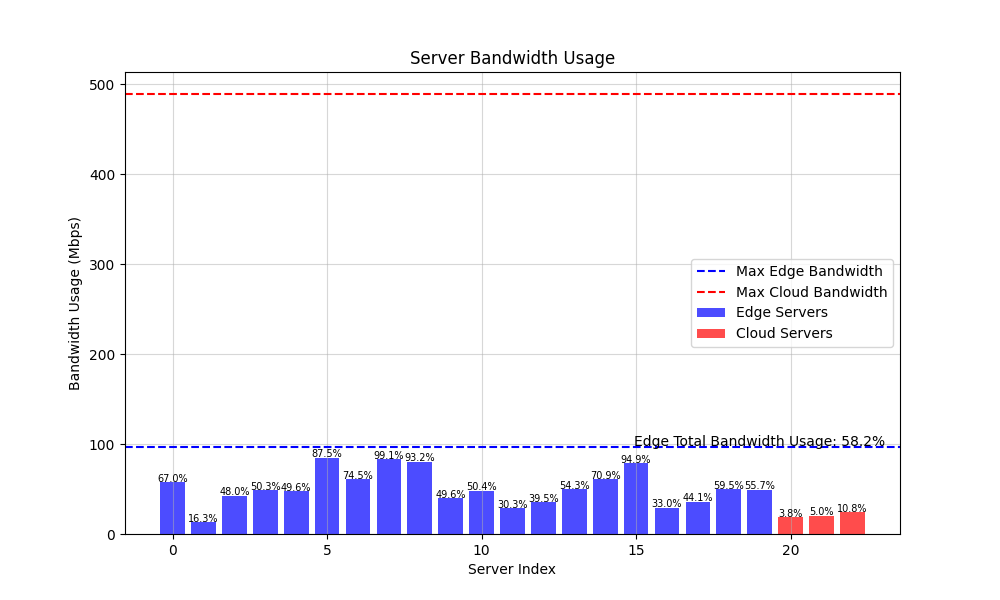 Server Bandwidth Usage
Bandwidth Usage (Mbps)
500
400
300
200
100
0
Max Edge Bandwidth
Max Cloud Bandwidth
Edge Servers
Cloud Servers
Edge Total Bandwidth Usage: 58.2%
67.0% 16.3% 48.0% 50.3% 49.6% 87.5% 74.5% 99.1% 93.2% 49.6% 50.4% 30.3% 39.5% 54.3% 70.9% 94.9% 33.0% 44.1% 59.5% 55.7% 3.8% 5.0% 10.8%
0 5 10 15 20
Server Index